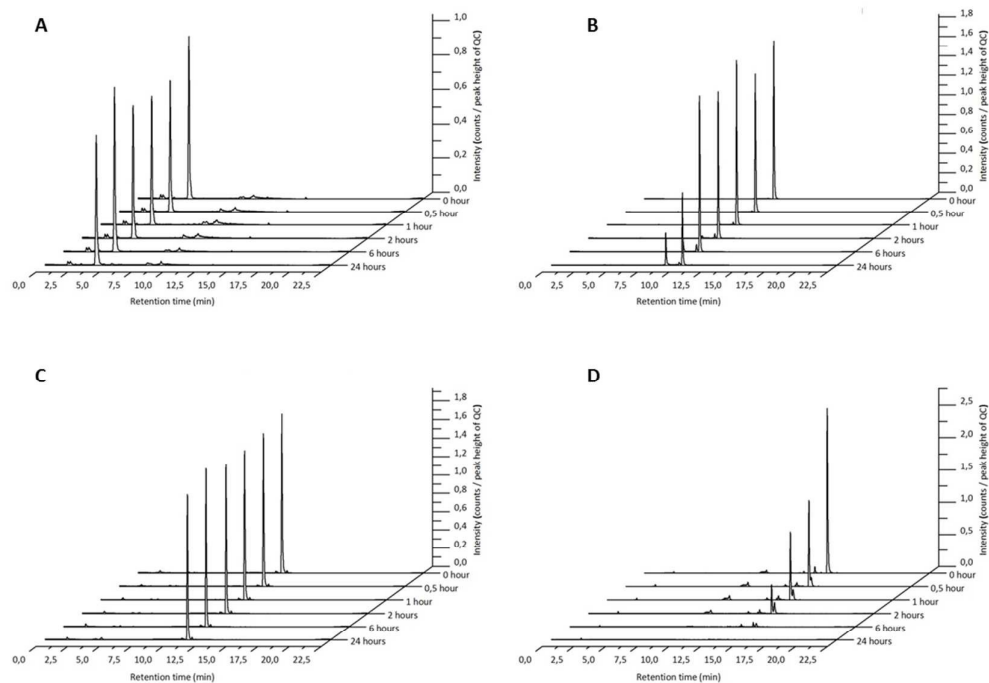 A
1,0
0,8
0,6
0,4
0,2
0,0
Intensity (counts / peak height of QC)
0 hour
0,5 hour
1 hour
2 hours
6 hours
24 hours
0,0 2,5 5,0 7,5 10,0 12,5 15,0 17,5 20,0 22,5
Retention time (min)
B
1,8
1,6
1,4
1,2
1,0
0,8
0,6
0,4
0,2
0,0
Intensity (counts / peak height of QC)
0 hour
0,5 hour
1 hour
2 hours
6 hours
24 hours
0,0 2,5 5,0 7,5 10,0 12,5 15,0 17,5 20,0 22,5
Retention time (min)
C
1,8
1,6
1,4
1,2
1,0
0,8
0,6
0,4
0,2
0,0
Intensity (counts / peak height of QC)
0 hour
0,5 hour
1 hour
2 hours
6 hours
24 hours
0,0 2,5 5,0 7,5 10,0 12,5 15,0 17,5 20,0 22,5
Retention time (min)
D
2,5
2,0
1,5
1,0
0,5
0,0
Intensity (counts / peak height of QC)
0 hour
0,5 hour
1 hour
2 hours
6 hours
24 hours
0,0 2,5 5,0 7,5 10,0 12,5 15,0 17,5 20,0 22,5
Retention time (min)